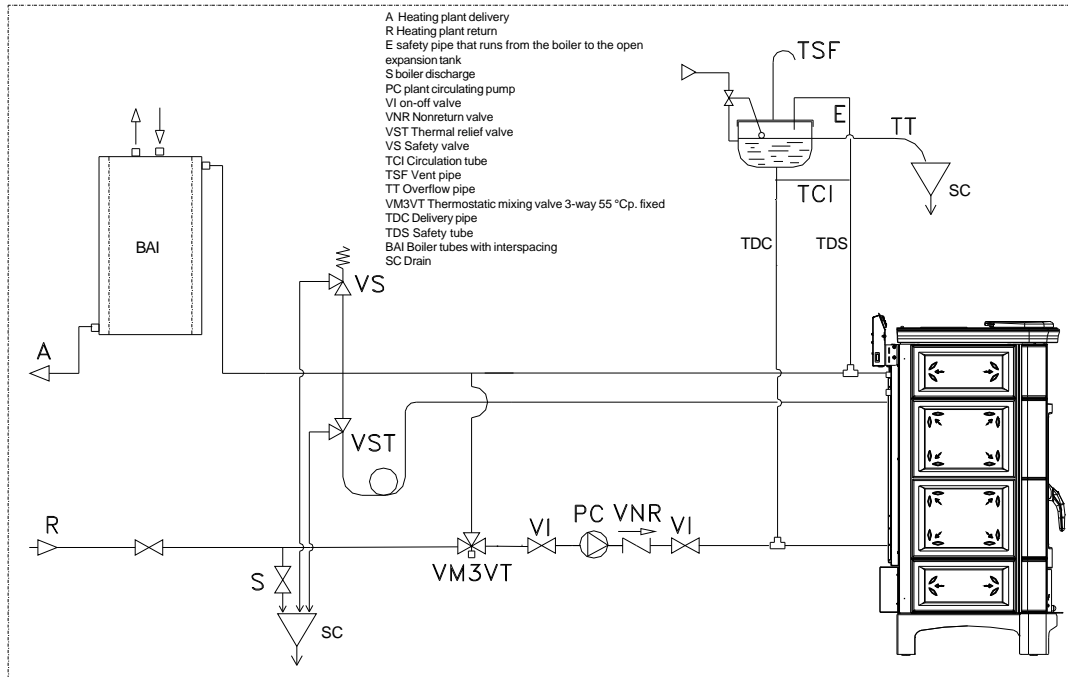 A Heating plant delivery
R Heating plant return
E safety pipe that runs from the boiler to the open
expansion tank
S boiler discharge
PC plant circulating pump
VI on-off valve
VNR Nonreturn valve
VST Thermal relief valve
VS Safety valve
TCI Circulation tube
TSF Vent pipe
TT Overflow pipe
VM3VT Thermostatic mixing valve 3-way 55 °Cp. fixed
TDC Delivery pipe
TDS Safety tube
BAI Boiler tubes with interspacing
SC Drain
TSF
E
TT
SC
TCI
TDC
TDS
BAI
VS
A
VST
R
VI
PC
VNR
VI
VM3VT
S
SC